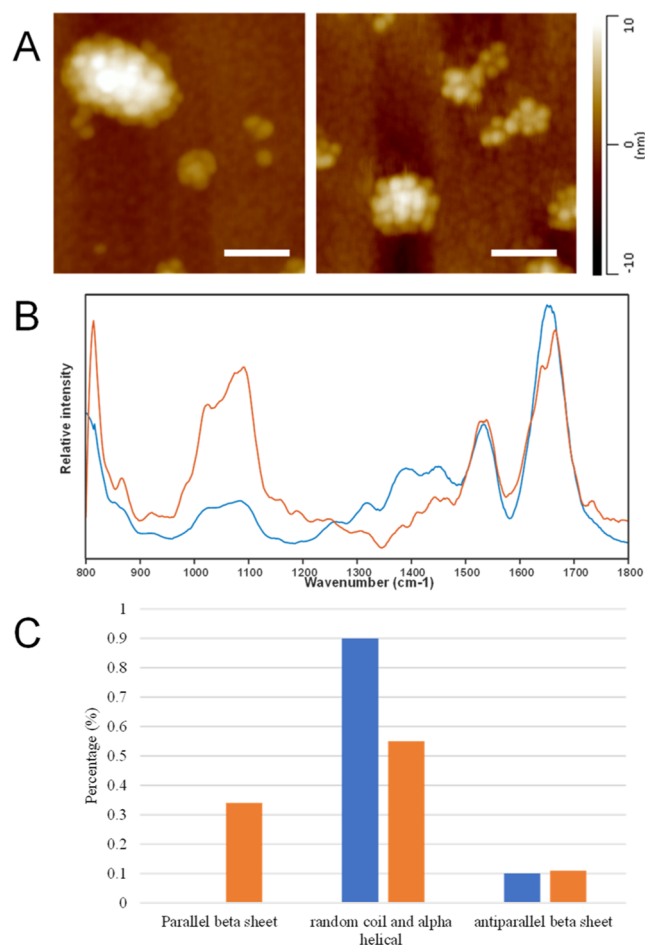 A
10
0
(nm)
-10
B
Relative intensity
800 900 1000 1100 1200 1300 1400 1500 1600 1700 1800
Wavenumber (cm-1)
C
1
0.9
0.8
0.7
0.6
0.5
0.4
0.3
0.2
0.1
0
Percentage (%)
Parallel beta sheet
random coil and alpha
helical
antiparallel beta sheet